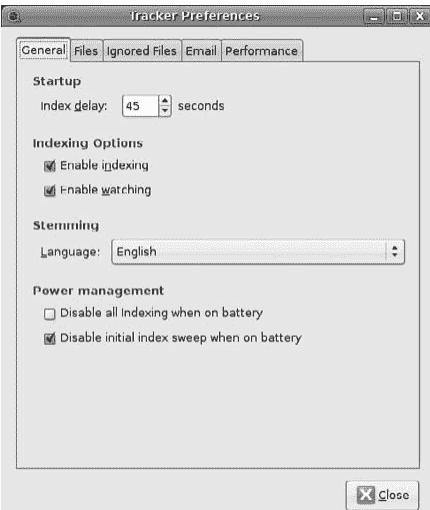 Tracker Preferences
General Files Ignored Files Email Performance
Startup
Index delay: 45 seconds
Indexing Options
Enable indexing
Enable watching
Stemming
Language: English
Power management
Disable all Indexing when on battery
Disable initial index sweep when on battery
Close